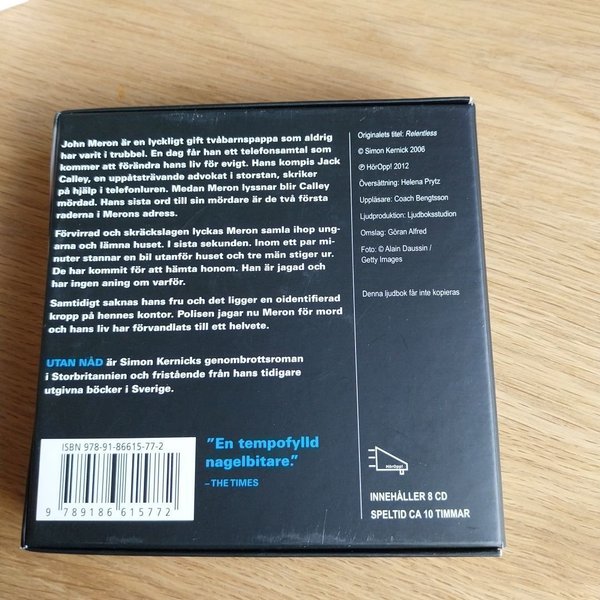 John Meron är en lyckligt gift tvåbarnspappa som aldrig
har varit i trubbel. En dag får han ett telefonsamtal som
kommer att förändra hans liv för evigt. Hans kompis Jack
Calley, en uppåtsträvande advokat i storstan, skriker
på hjälp i telefonluren. Medan Meron lyssnar blir Calley
mördad. Hans sista ord till sin mördare är de två första
raderna i Merons adress.
Förvirrad och skräckslagen lyckas Meron samla ihop ung-
arna och lämna huset. I sista sekunden. Inom ett par mi-
nuter stannar en bil utanför huset och tre män stiger ur.
De har kommit för att hämta honom. Han är jagad och
har ingen aning om varför.
Samtidigt saknas hans fru och det ligger en oidentifierad
kropp på hennes kontor. Polisen jagar nu Meron för mord
och hans liv har förvandlats till ett helvete.
UTAN NÅD är Simon Kernicks genombrottsroman
i Storbritannien och fristående från hans tidigare
utgivna böcker i Sverige.
"En tempofylld
nagelbitare."
– THE TIMES
ISBN 978-91-86615-77-2
9 789186 615772
Originalets titel: Relentless
© Simon Kernick 2006
℗ HörOpp! 2012
Översättning: Helena Prytz
Uppläsare: Coach Bengtsson
Ljudproduktion: Ljudboksstudion
Omslag: Göran Alfred
Foto: © Alain Daussin /
Getty Images
Denna ljudbok får inte kopieras
HörOpp!
INNEHÅLLER 8 CD
SPELTID CA 10 TIMMAR